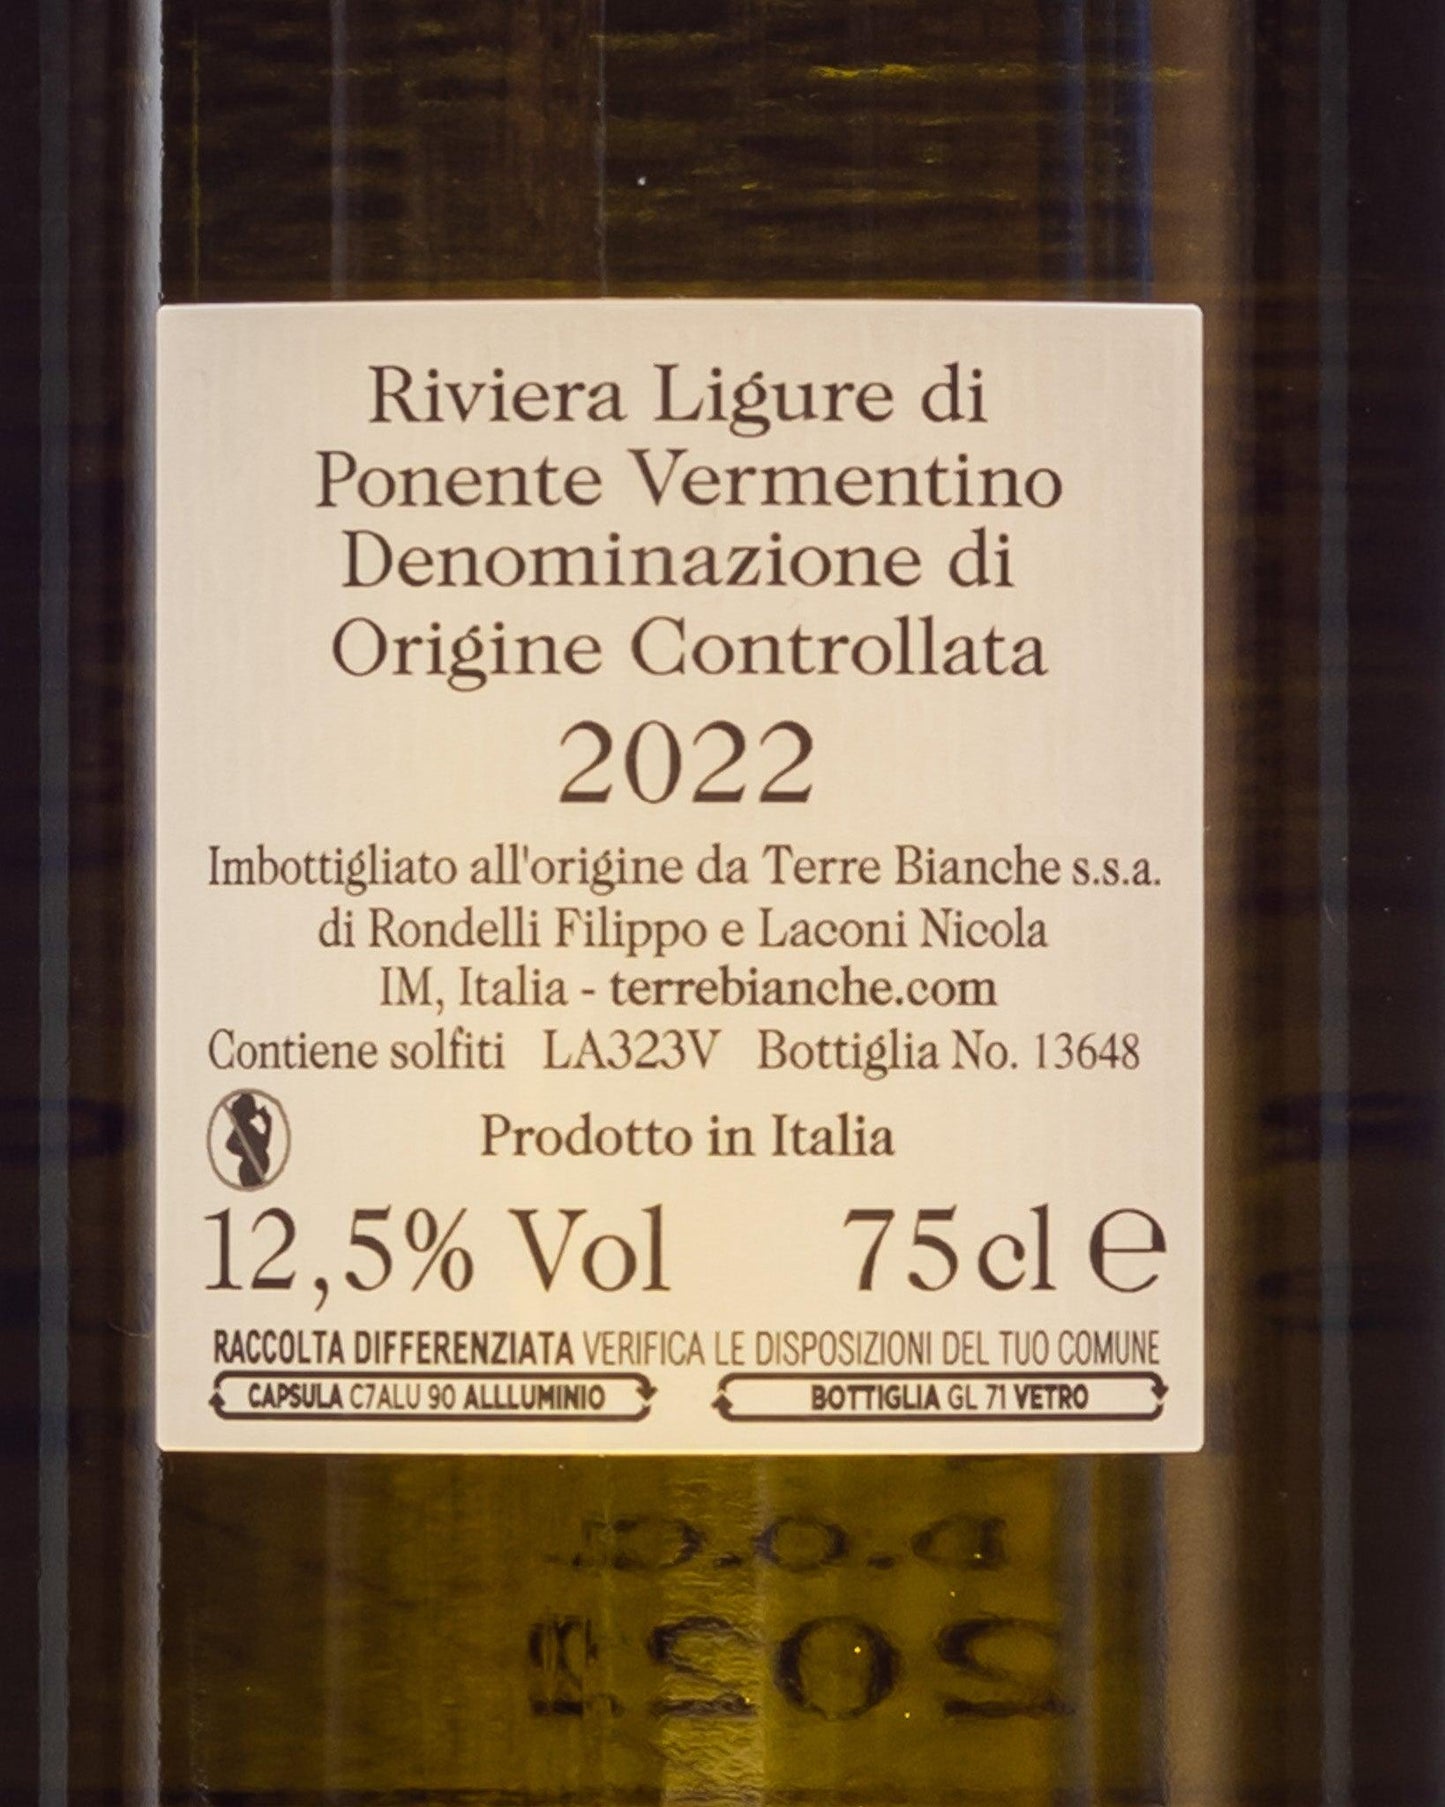 Riviera Ligure di
Ponente Vermentino
Denominazione di
Origine Controllata
2022
Imbottigliato all'origine da Terre Bianche s.s.a.
di Rondelli Filippo e Laconi Nicola
IM, Italia - terrebianche.com
Contiene solfiti LA323V Bottiglia No. 13648
Prodotto in Italia
12,5% Vol 75cl e
RACCOLTA DIFFERENZIATA VERIFICA LE DISPOSIZIONI DEL TUO COMUNE
CAPSULA C7ALU 90 ALLLUMINIO BOTTIGLIA GL 71 VETRO
D.O.C.
2022